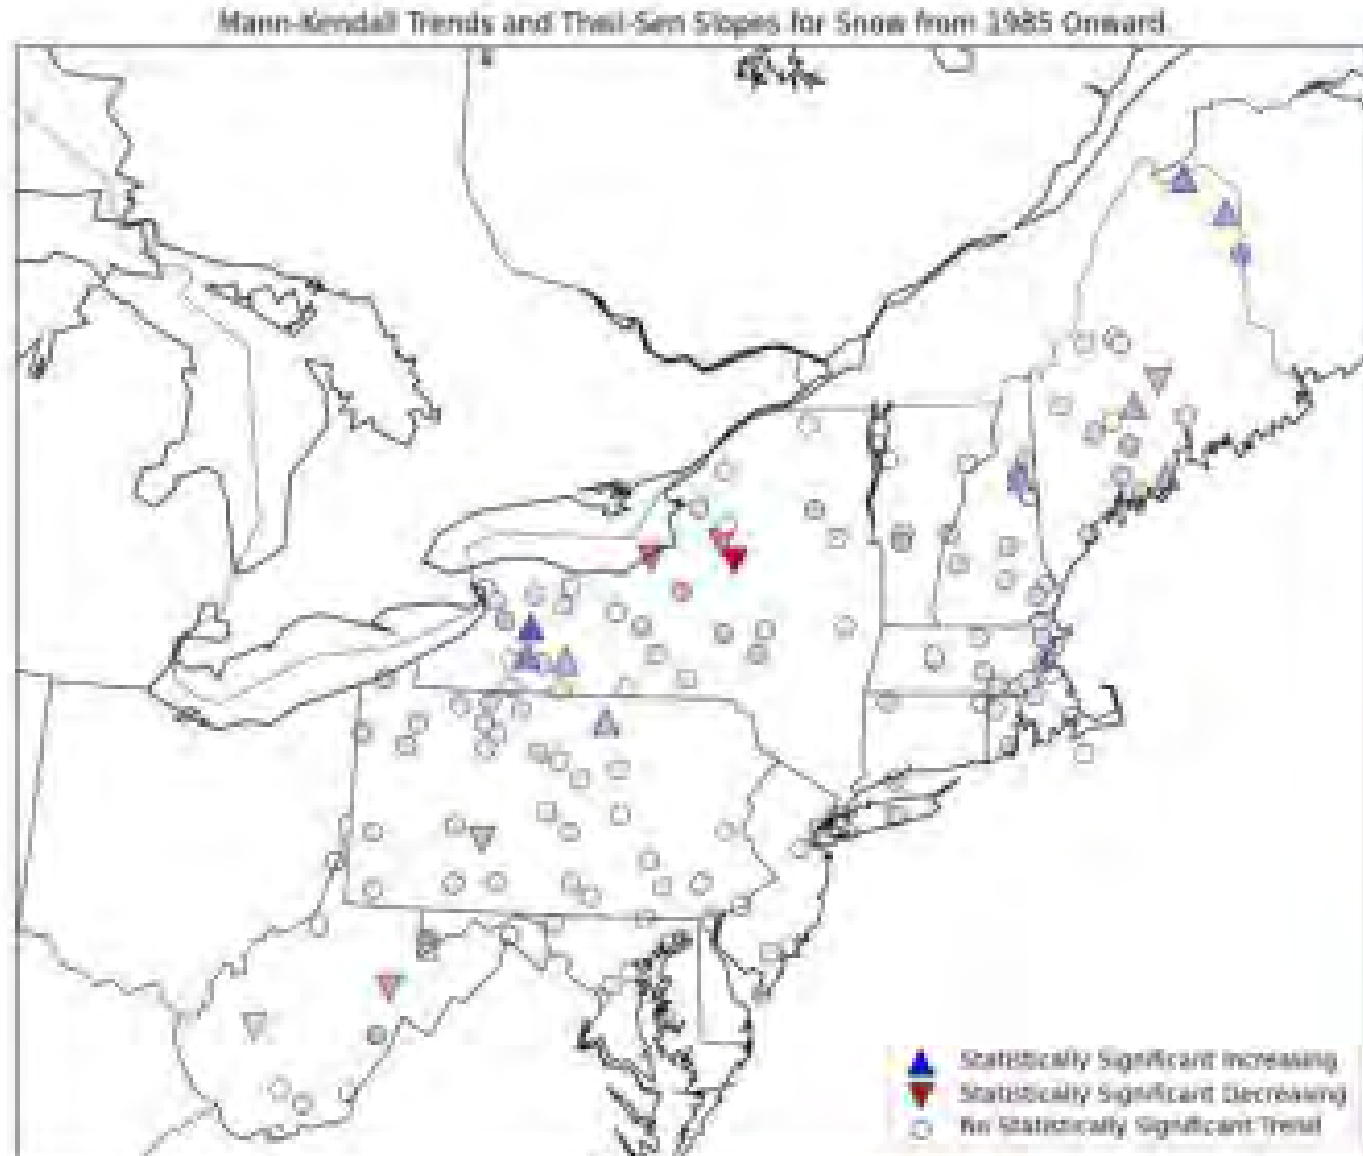 Mann-Kendall Trends and Theil-Sen Slopes for Snow from 1985 Onward
Statistically Significant Increasing
Statistically Significant Decreasing
No Statistically Significant Trend